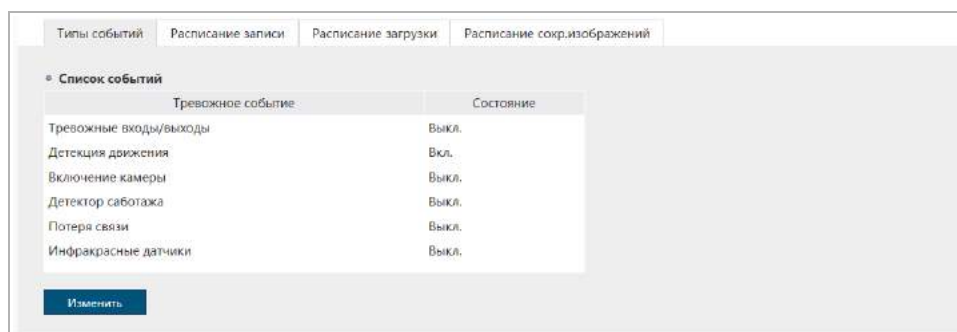 Типы событий Расписание записи Расписание загрузки Расписание сохр.изображений
Список событий
Тревожное событие Состояние
Тревожные входы/выходы Выкл.
Детекция движения Вкл.
Включение камеры Выкл.
Детектор саботажа Выкл.
Потеря связи Выкл.
Инфракрасные датчики Выкл.
Изменить